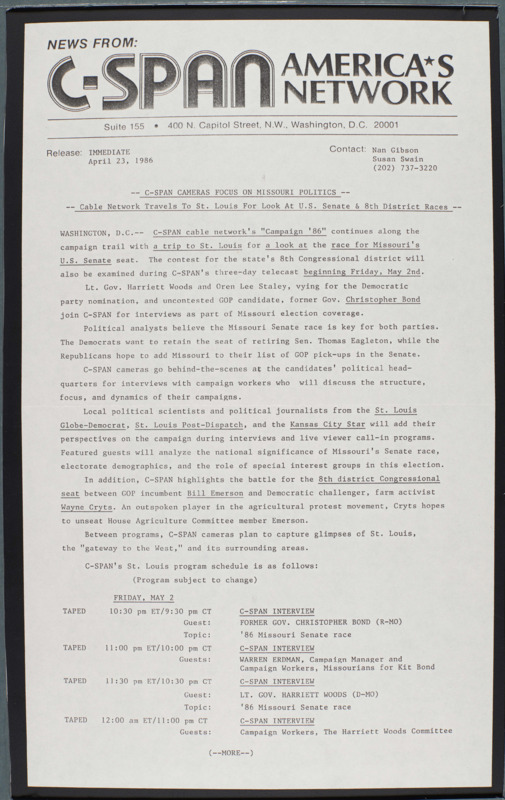 NEWS FROM:
C-SPAN AMERICA★S
NETWORK
Suite 155 • 400 N. Capitol Street, N.W., Washington, D.C. 20001
Release: IMMEDIATE
April 23, 1986
Contact: Nan Gibson
Susan Swain
(202) 737-3220
-- C-SPAN CAMERAS FOCUS ON MISSOURI POLITICS --
-- Cable Network Travels To St. Louis For Look At U.S. Senate & 8th District Races --
WASHINGTON, D.C.-- C-SPAN cable network's "Campaign '86" continues along the
campaign trail with a trip to St. Louis for a look at the race for Missouri's
U.S. Senate seat. The contest for the state's 8th Congressional district will
also be examined during C-SPAN's three-day telecast beginning Friday, May 2nd.
Lt. Gov. Harriett Woods and Oren Lee Staley, vying for the Democratic
party nomination, and uncontested GOP candidate, former Gov. Christopher Bond
join C-SPAN for interviews as part of Missouri election coverage.
Political analysts believe the Missouri Senate race is key for both parties.
The Democrats want to retain the seat of retiring Sen. Thomas Eagleton, while the
Republicans hope to add Missouri to their list of GOP pick-ups in the Senate.
C-SPAN cameras go behind-the-scenes at the candidates' political head-
quarters for interviews with campaign workers who will discuss the structure,
focus, and dynamics of their campaigns.
Local political scientists and political journalists from the St. Louis
Globe-Democrat, St. Louis Post-Dispatch, and the Kansas City Star will add their
perspectives on the campaign during interviews and live viewer call-in programs.
Featured guests will analyze the national significance of Missouri's Senate race,
electorate demographics, and the role of special interest groups in this election.
In addition, C-SPAN highlights the battle for the 8th district Congressional
seat between GOP incumbent Bill Emerson and Democratic challenger, farm activist
Wayne Cryts. An outspoken player in the agricultural protest movement, Cryts hopes
to unseat House Agriculture Committee member Emerson.
Between programs, C-SPAN cameras plan to capture glimpses of St. Louis,
the "gateway to the West," and its surrounding areas.
C-SPAN's St. Louis program schedule is as follows:
(Program subject to change)
FRIDAY, MAY 2
TAPED 10:30 pm ET/9:30 pm CT C-SPAN INTERVIEW
Guest: FORMER GOV. CHRISTOPHER BOND (R-MO)
Topic: '86 Missouri Senate race
TAPED 11:00 pm ET/10:00 pm CT C-SPAN INTERVIEW
Guests: WARREN ERDMAN, Campaign Manager and
Campaign Workers, Missourians for Kit Bond
TAPED 11:30 pm ET/10:30 pm CT C-SPAN INTERVIEW
Guest: LT. GOV. HARRIETT WOODS (D-MO)
Topic: '86 Missouri Senate race
TAPED 12:00 am ET/11:00 pm CT C-SPAN INTERVIEW
Guests: Campaign Workers, The Harriett Woods Committee
(--MORE--)